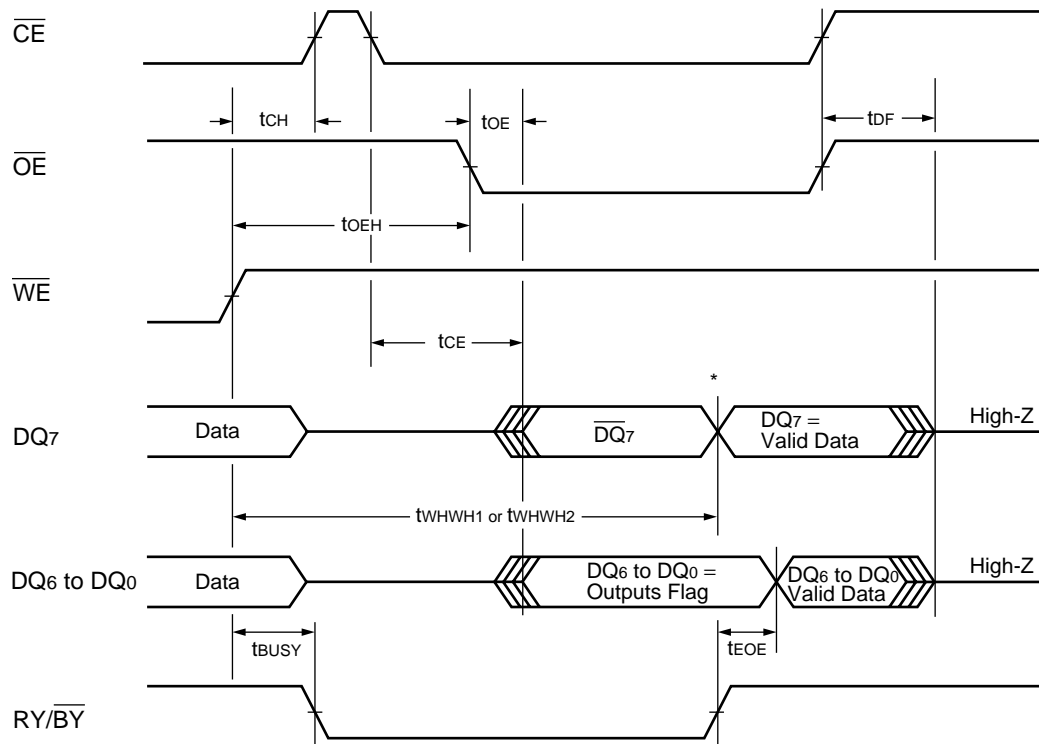 CE
tCH
tOE
tDF
OE
tOEH
WE
tCE
*
DQ7
Data
DQ7
DQ7 =
Valid Data
High-Z
tWHWH1 or tWHWH2
DQ6 to DQ0
Data
DQ6 to DQ0 =
Outputs Flag
DQ6 to DQ0
Valid Data
High-Z
tBUSY
tEOE
RY/BY